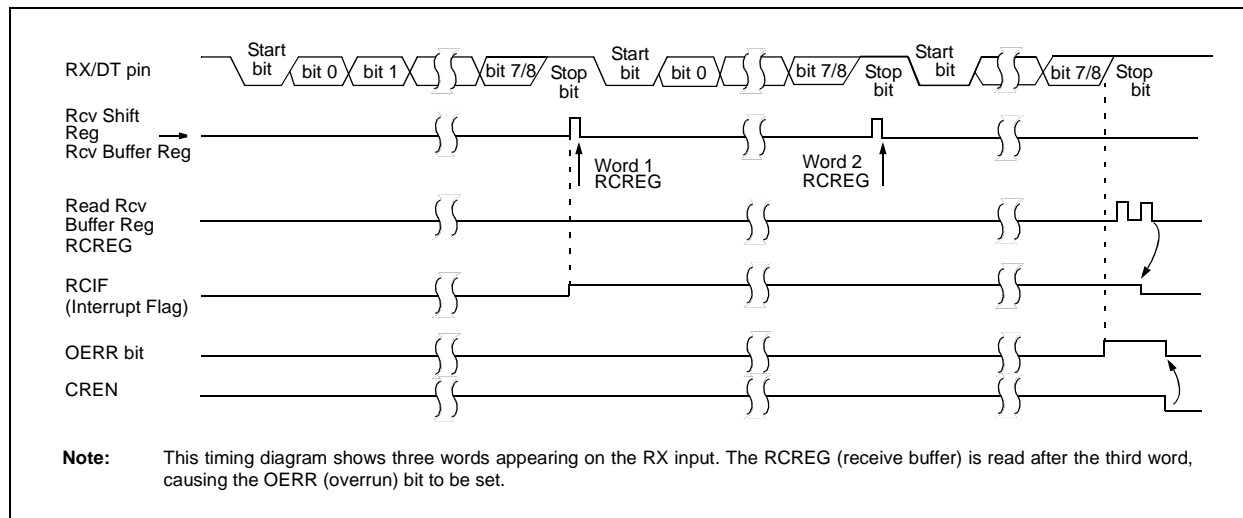 RX/DT pin
Start
bit
bit 0
bit 1
bit 7/8
Stop
bit
Start
bit
bit 0
bit 7/8
Stop
bit
Start
bit
bit 7/8
Stop
bit
Rcv Shift
Reg
Rcv Buffer Reg
Word 1
RCREG
Word 2
RCREG
Read Rcv
Buffer Reg
RCREG
RCIF
(Interrupt Flag)
OERR bit
CREN
Note: This timing diagram shows three words appearing on the RX input. The RCREG (receive buffer) is read after the third word,
causing the OERR (overrun) bit to be set.